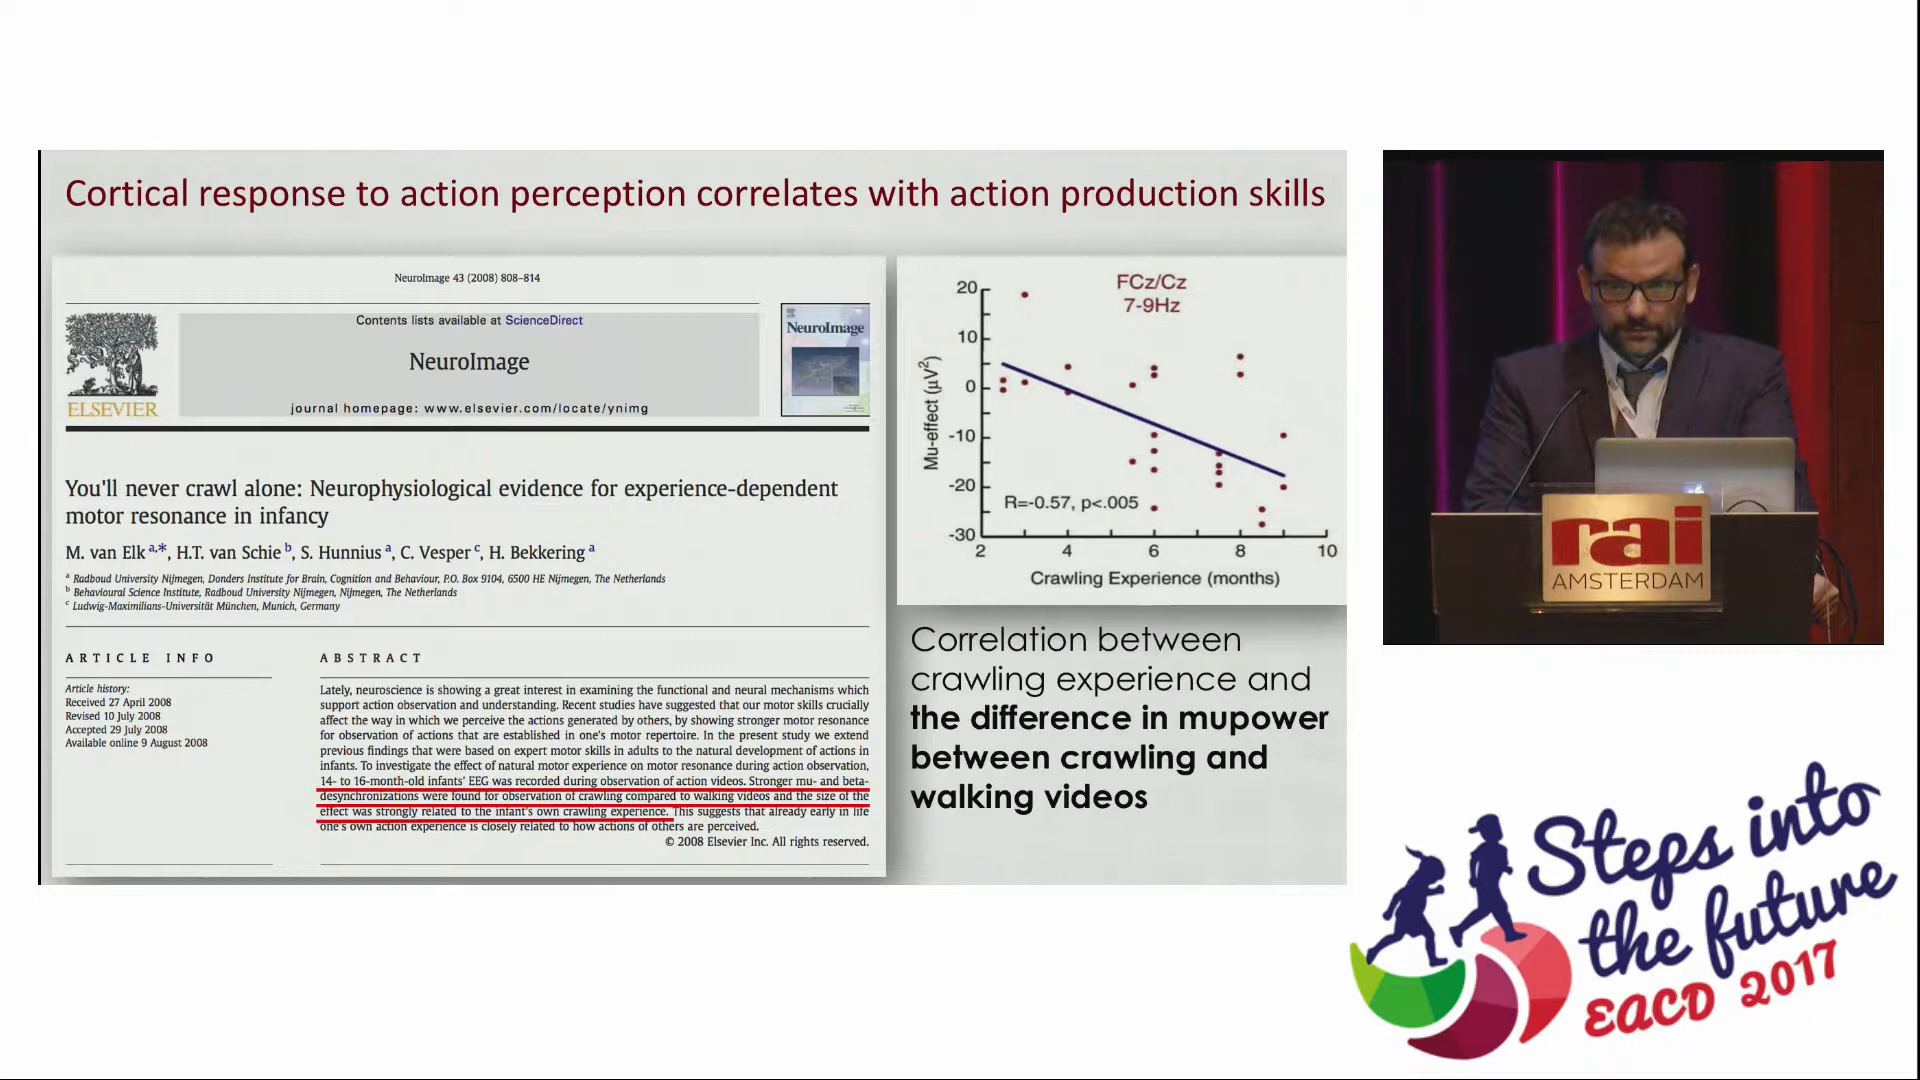 Cortical response to action perception correlates with action production skills
NeuroImage 43 (2008) 808–814
Contents lists available at ScienceDirect
NeuroImage
journal homepage: www.elsevier.com/locate/ynimg
ELSEVIER
NeuroImage
You'll never crawl alone: Neurophysiological evidence for experience-dependent
motor resonance in infancy
M. van Elk a,*, H.T. van Schie b, S. Hunnius a, C. Vesper c, H. Bekkering a
a Radboud University Nijmegen, Donders Institute for Brain, Cognition and Behaviour, P.O. Box 9104, 6500 HE Nijmegen, The Netherlands
b Behavioural Science Institute, Radboud University Nijmegen, Nijmegen, The Netherlands
c Ludwig-Maximilians-Universität München, Munich, Germany
ARTICLE INFO
Article history:
Received 27 April 2008
Revised 10 July 2008
Accepted 29 July 2008
Available online 9 August 2008
ABSTRACT
Lately, neuroscience is showing a great interest in examining the functional and neural mechanisms which
support action observation and understanding. Recent studies have suggested that our motor skills crucially
affect the way in which we perceive the actions generated by others, by showing stronger motor resonance
for observation of actions that are established in one's motor repertoire. In the present study we extend
previous findings that were based on expert motor skills in adults to the natural development of actions in
infants. To investigate the effect of natural motor experience on motor resonance during action observation,
14- to 16-month-old infants' EEG was recorded during observation of action videos. Stronger mu- and beta-
desynchronizations were found for observation of crawling compared to walking videos and the size of the
effect was strongly related to the infant's own crawling experience. This suggests that already early in life
one's own action experience is closely related to how actions of others are perceived.
© 2008 Elsevier Inc. All rights reserved.
FCz/Cz
7-9Hz
20
10
0
-10
-20
-30
Mu-effect (μV²)
R=-0.57, p<.005
2 4 6 8 10
Crawling Experience (months)
Correlation between
crawling experience and
the difference in mupower
between crawling and
walking videos
rai
AMSTERDAM
Steps into
the future
EACD 2017